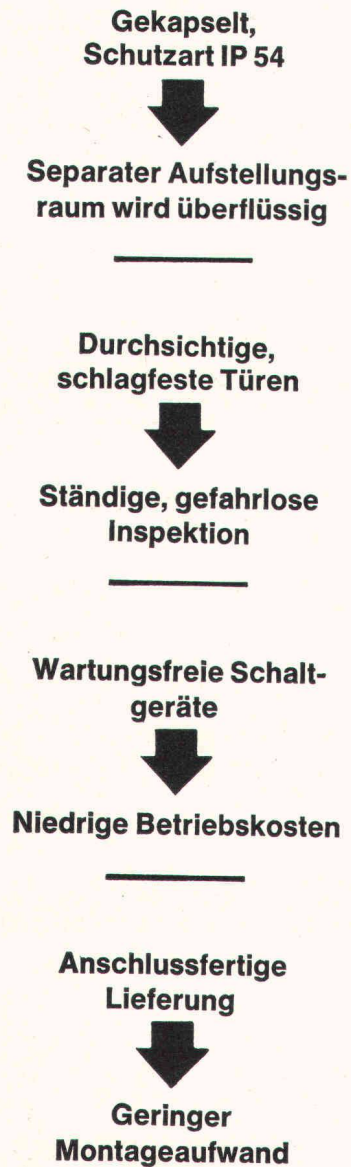 Gekapselt,
Schutzart IP 54
Separater Aufstellungs-
raum wird überflüssig
Durchsichtige,
schlagfeste Türen
Ständige, gefahrlose
Inspektion
Wartungsfreie Schalt-
geräte
Niedrige Betriebskosten
Anschlussfertige
Lieferung
Geringer
Montageaufwand